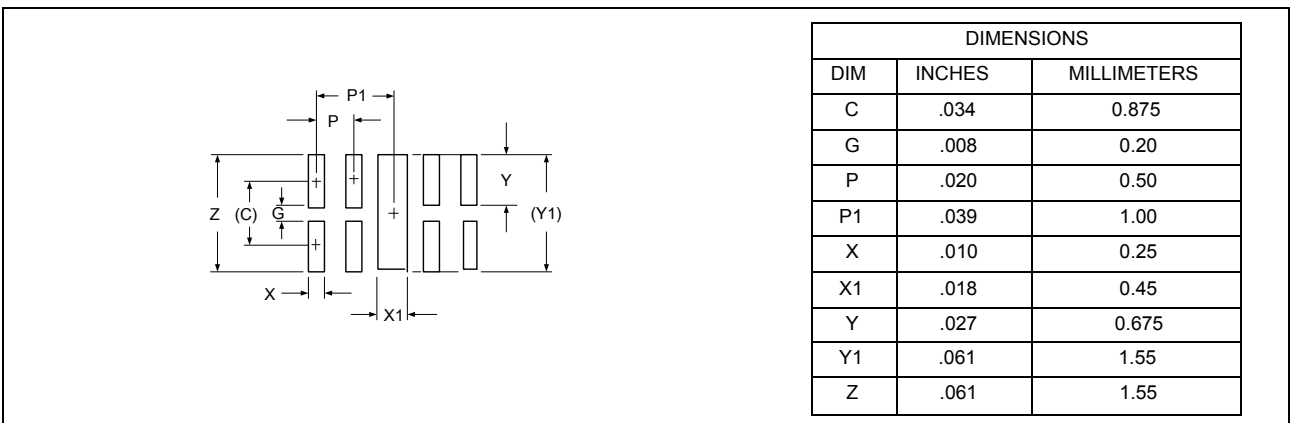 P1
P
Z (C) G
Y
(Y1)
X
X1
DIMENSIONS
DIM INCHES MILLIMETERS
C .034 0.875
G .008 0.20
P .020 0.50
P1 .039 1.00
X .010 0.25
X1 .018 0.45
Y .027 0.675
Y1 .061 1.55
Z .061 1.55